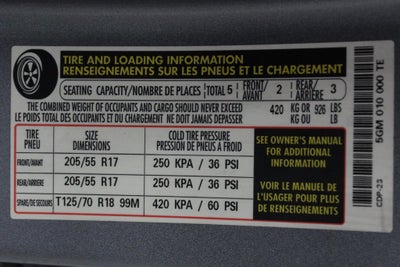 TIRE AND LOADING INFORMATION
RENSEIGNEMENTS SUR LES PNEUS ET LE CHARGEMENT
SEATING CAPACITY/NOMBRE DE PLACES TOTAL 5 FRONT/AVANT 2 REAR/ARRIÈRE 3
THE COMBINED WEIGHT OF OCCUPANTS AND CARGO SHOULD NEVER EXCEED 420 KG OR 926 LB
LE POIDS TOTAL DES OCCUPANTS ET DU CHARGEMENT NE DOIT JAMAIS DÉPASSER KG OU LB
TIRE PNEU SIZE DIMENSIONS COLD TIRE PRESSURE PRESSION DE PNEUS À FROID
FRONT/AVANT 205/55 R17 250 KPA / 36 PSI
REAR/ARRIÈRE 205/55 R17 250 KPA / 36 PSI
SPARE/DE SECOURS T125/70 R18 99M 420 KPA / 60 PSI
SEE OWNER'S MANUAL
FOR ADDITIONAL
INFORMATION
VOIR LE MANUEL DE
L'USAGER POUR PLUS
DE RENSEIGNEMENTS
5GM 010 000 TE
CDP-23